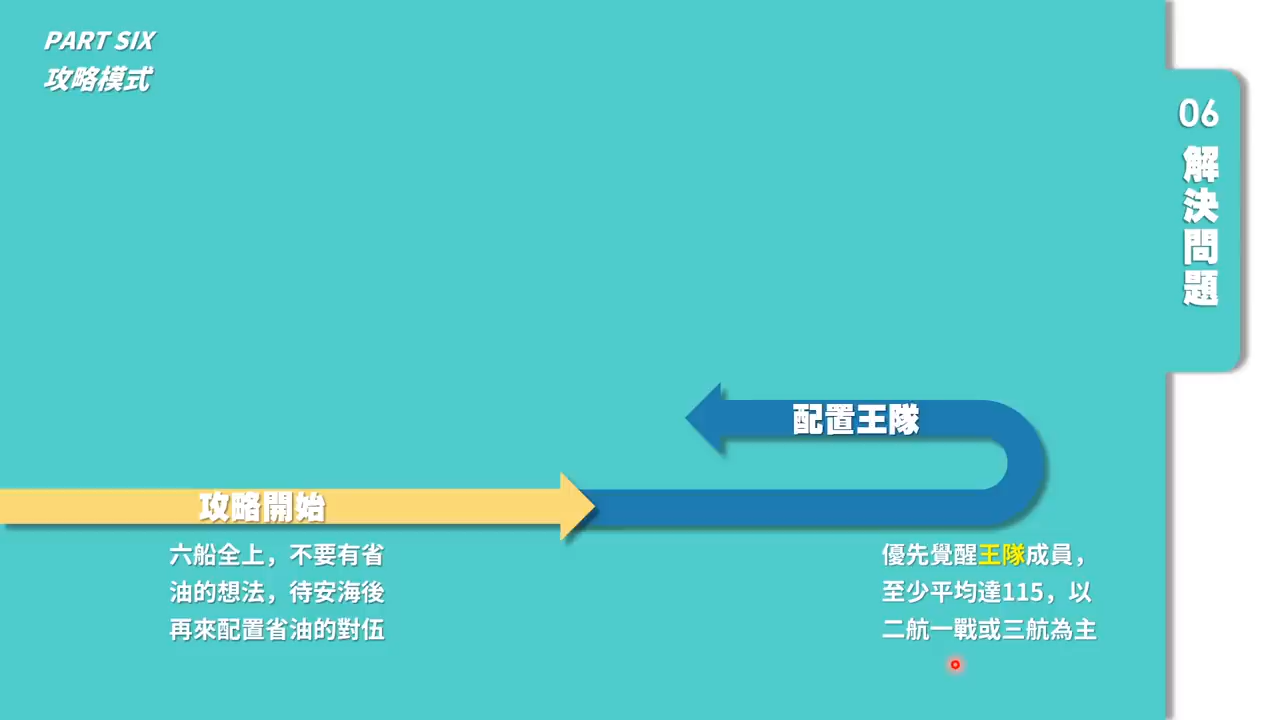 PART SIX
攻略模式
06
解決問題
配置王隊
攻略開始
六船全上，不要有省
油的想法，待安海後
再來配置省油的對伍
優先覺醒王隊成員，
至少平均達115，以
二航一戰或三航為主